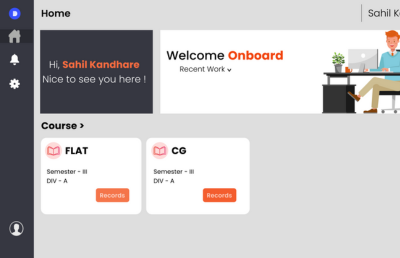 D
Home
Sahil Ka
Hi, Sahil Kandhare
Nice to see you here !
Welcome Onboard
Recent Work
Course >
FLAT
Semester - III
DIV - A
Records
CG
Semester - III
DIV - A
Records